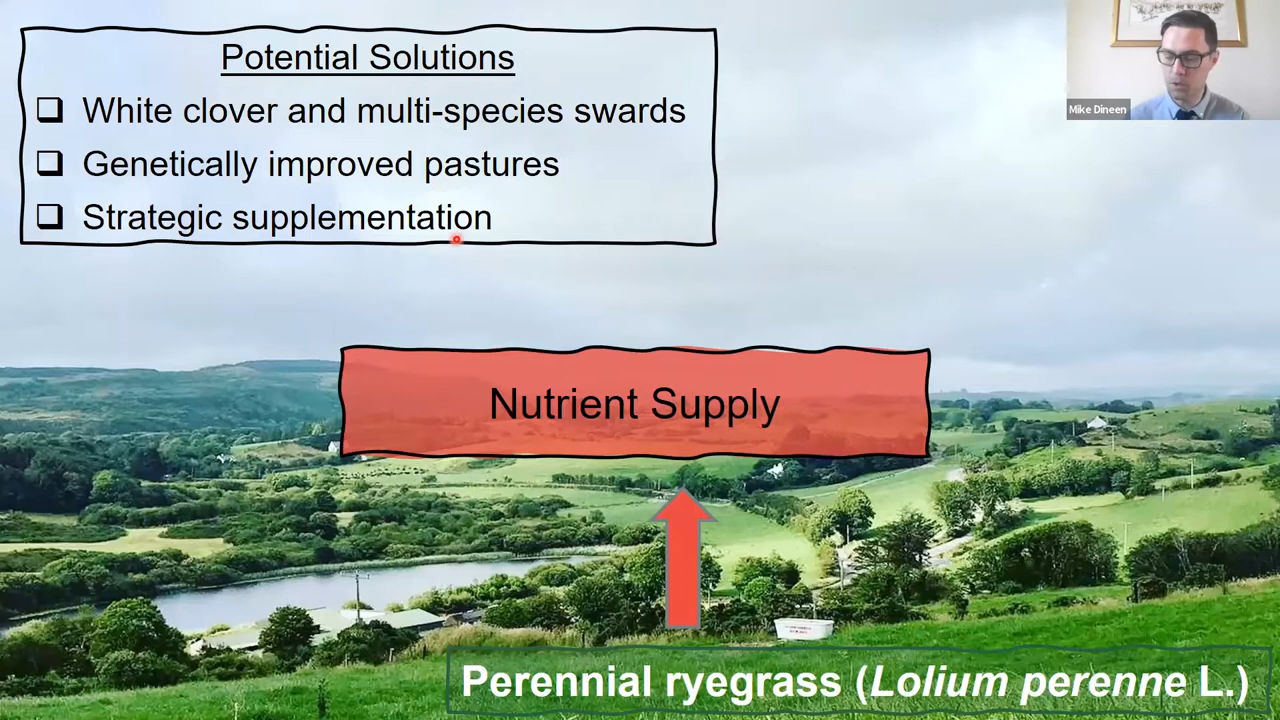 Potential Solutions
❑ White clover and multi-species swards
❑ Genetically improved pastures
❑ Strategic supplementation
Mike Dineen
Nutrient Supply
Perennial ryegrass (Lolium perenne L.)